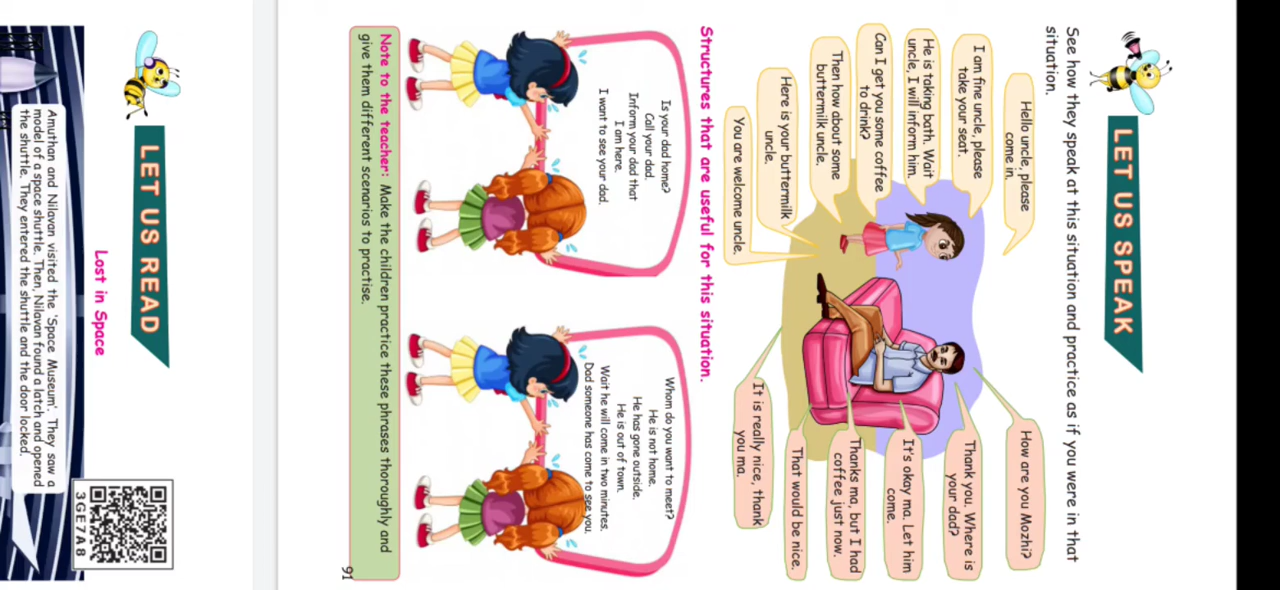 LET US SPEAK
See how they speak at this situation and practice as if you were in that
situation.
Hello uncle, please
come in.
How are you Mozhi?
I am fine uncle, please
take your seat.
Thank you. Where is
your dad?
He is taking bath. Wait
uncle, I will inform him.
It's okay ma. Let him
come.
Can I get you some coffee
to drink?
Thanks ma, but I had
coffee just now.
Then how about some
buttermilk uncle.
That would be nice.
Here is your buttermilk
uncle.
It is really nice, thank
you ma.
You are welcome uncle.
Structures that are useful for this situation.
Is your dad home?
Call your dad.
Inform your dad that
I am here.
I want to see your dad.
Whom do you want to meet?
He is not home.
He has gone outside.
He is out of town.
Wait he will come in two minutes.
Dad someone has come to see you.
Note to the teacher: Make the children practice these phrases thoroughly and
give them different scenarios to practise.
91
LET US READ
Lost in Space
3GE7A8
Amuthan and Nilavan visited the 'Space Museum'. They saw a
model of a space shuttle. Then, Nilavan found a latch and opened
the shuttle. They entered the shuttle and the door locked.